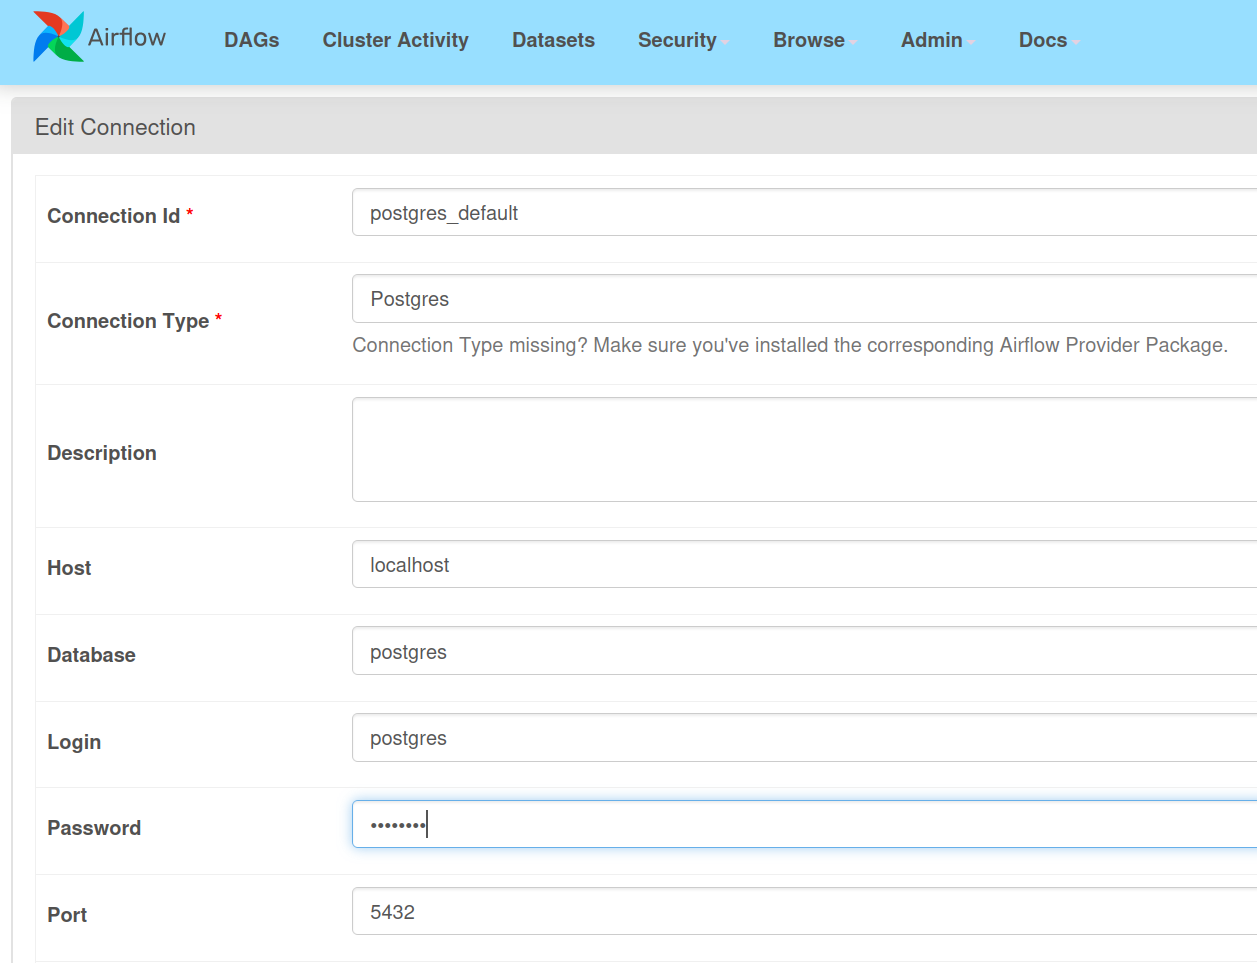 Airflow DAGs Cluster Activity Datasets Security Browse Admin Docs
Edit Connection
Connection Id * postgres_default
Connection Type * Postgres
Connection Type missing? Make sure you've installed the corresponding Airflow Provider Package.
Description
Host localhost
Database postgres
Login postgres
Password ••••••••
Port 5432